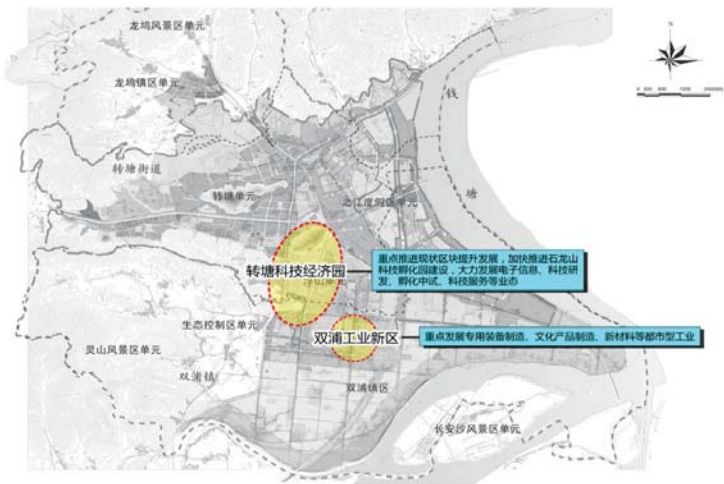 龙坞风景区单元
龙坞镇区单元
钱
塘
转塘街道
转塘单元
之江度假区单元
转塘科技经济园
重点推进现状区块提升发展，加快推进石龙山
科技孵化园建设，大力发展电子信息、科技研
发、孵化中试、科技服务等业态
生态控制区单元
双浦工业新区
重点发展专用装备制造、文化产品制造、新材料等都市型工业
灵山风景区单元
双浦镇
双浦镇区
长安沙风景区单元